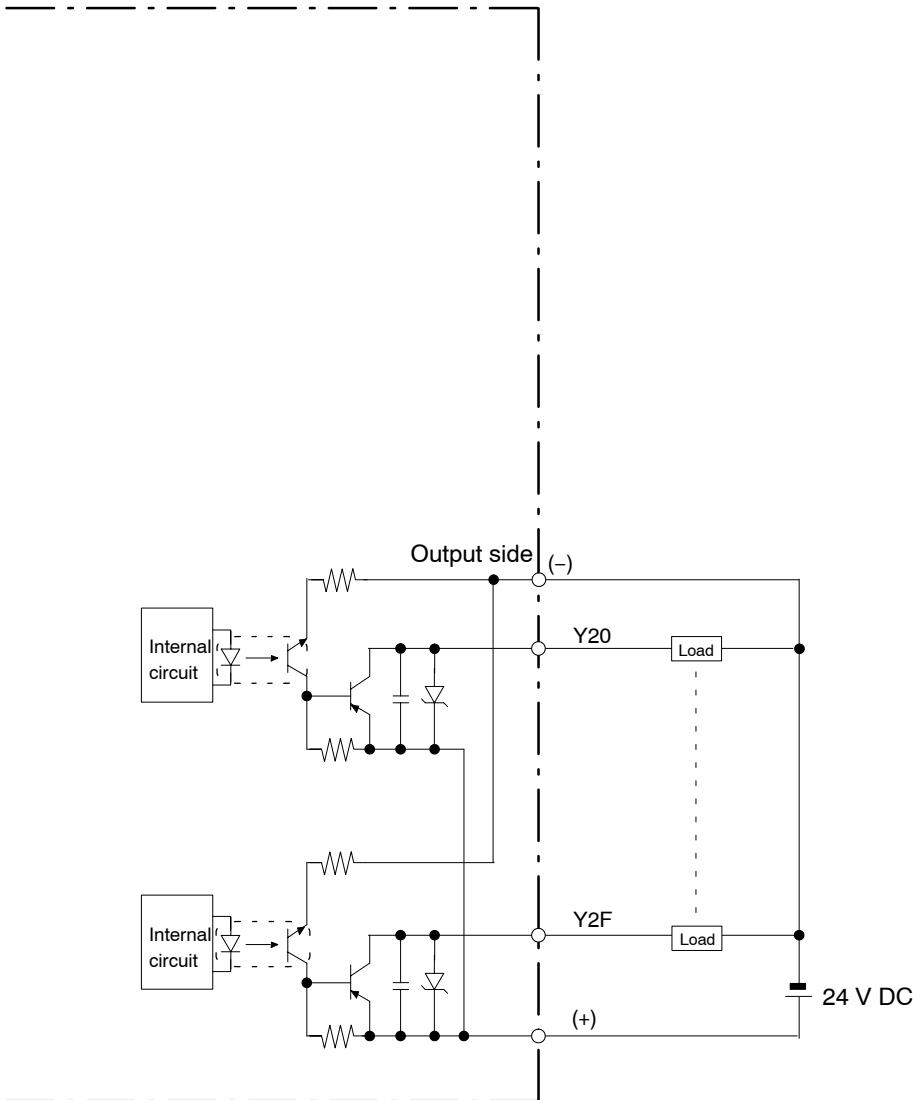 Output side
(−)
Internal
circuit
Y20
Load
Internal
circuit
Y2F
Load
24 V DC
(+)